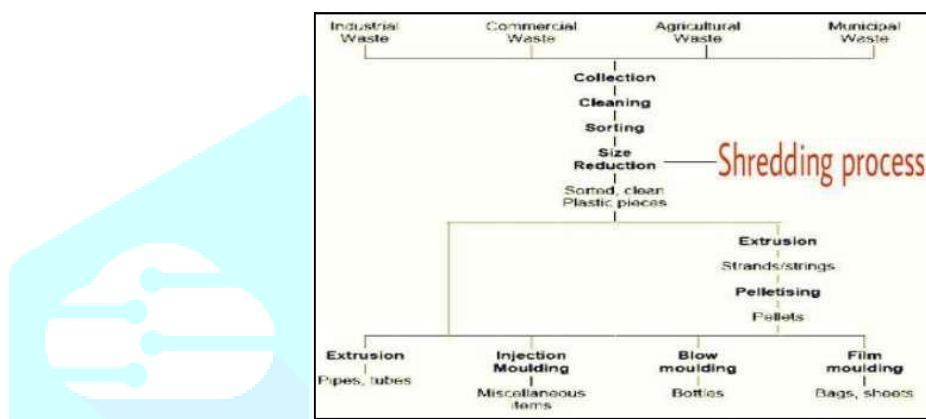 Industrial Commercial Agricultural Municipal
Waste Waste Waste Waste
Collection
Cleaning
Sorting
Size
Reduction
Shredding process
Sorted, clean
Plastic pieces
Extrusion
Strands/strings
Pelletising
Pellets
Extrusion Injection Blow Film
Moulding moulding moulding
Pipes, tubes Miscellaneous Bottles Bags, sheets
items